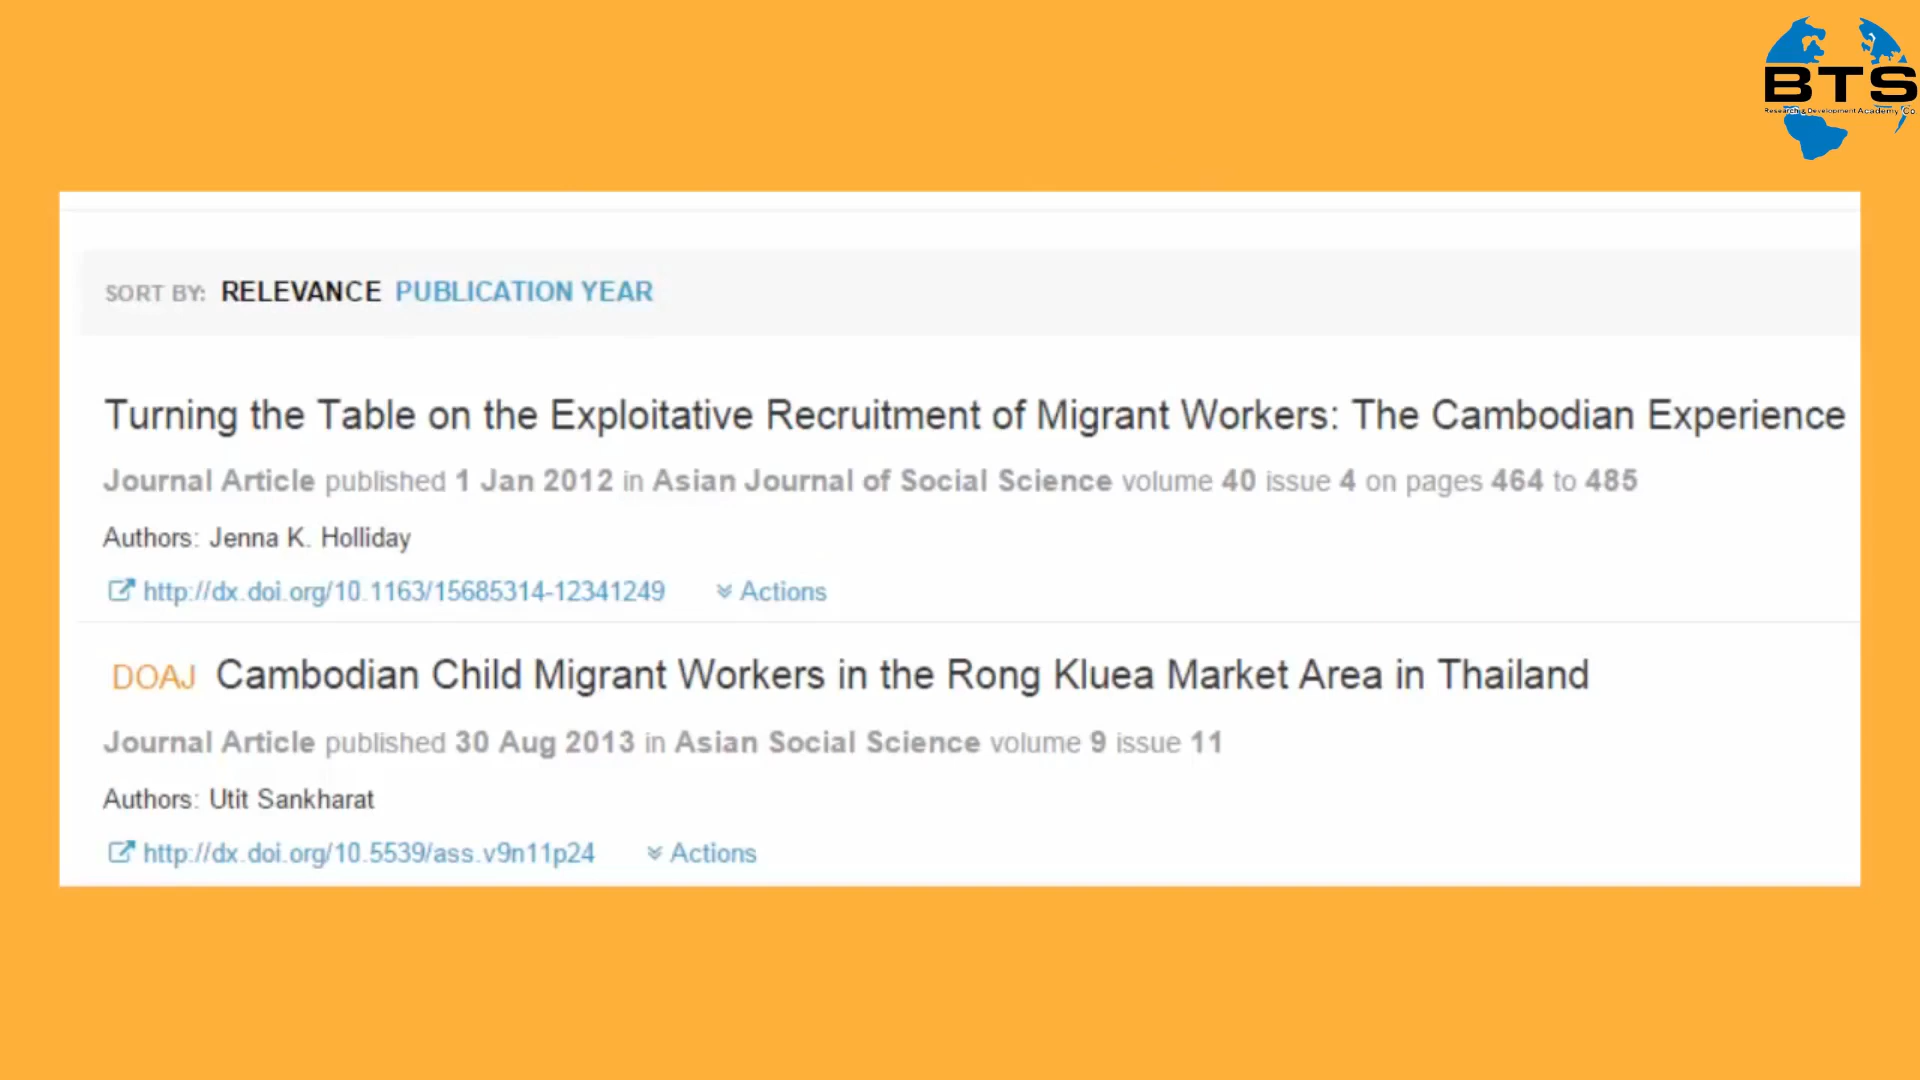 BTS
Research & Development Academy Co
SORT BY: RELEVANCE PUBLICATION YEAR
Turning the Table on the Exploitative Recruitment of Migrant Workers: The Cambodian Experience
Journal Article published 1 Jan 2012 in Asian Journal of Social Science volume 40 issue 4 on pages 464 to 485
Authors: Jenna K. Holliday
http://dx.doi.org/10.1163/15685314-12341249 Actions
DOAJ Cambodian Child Migrant Workers in the Rong Kluea Market Area in Thailand
Journal Article published 30 Aug 2013 in Asian Social Science volume 9 issue 11
Authors: Utit Sankharat
http://dx.doi.org/10.5539/ass.v9n11p24 Actions